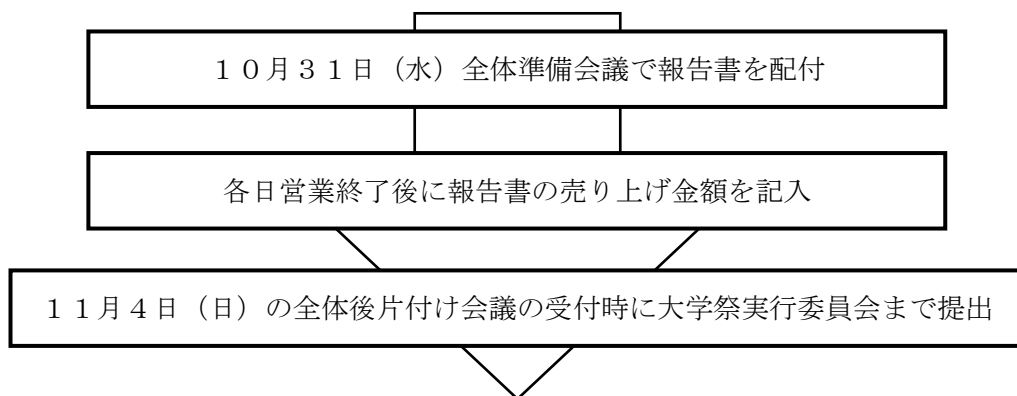 １０月３１日（水）全体準備会議で報告書を配付
各日営業終了後に報告書の売り上げ金額を記入
１１月４日（日）の全体後片付け会議の受付時に大学祭実行委員会まで提出